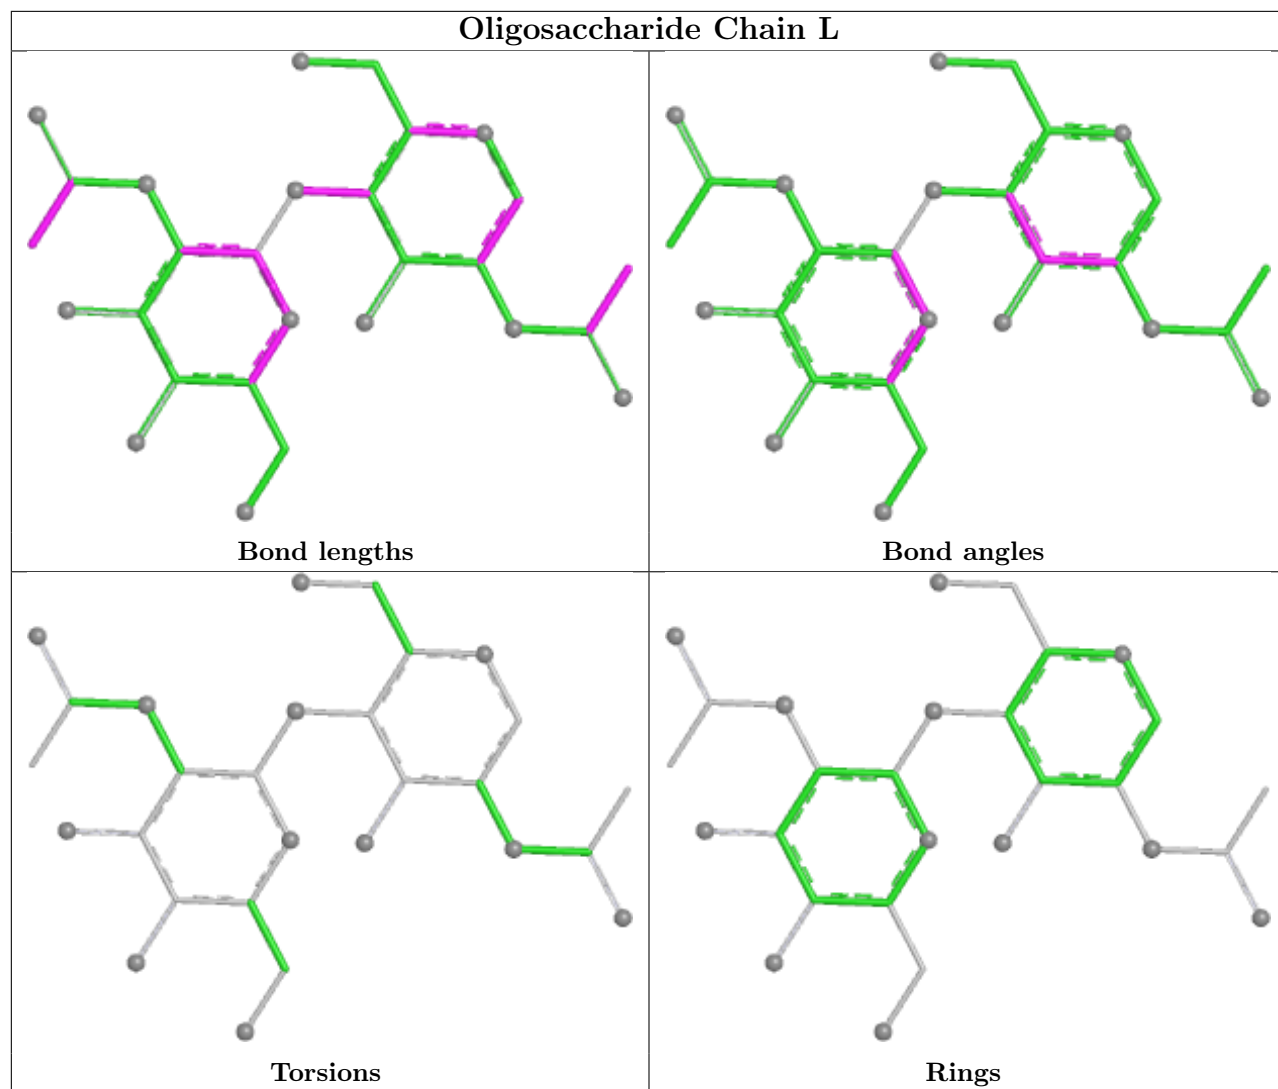 Oligosaccharide Chain L
Bond lengths
Bond angles
Torsions
Rings